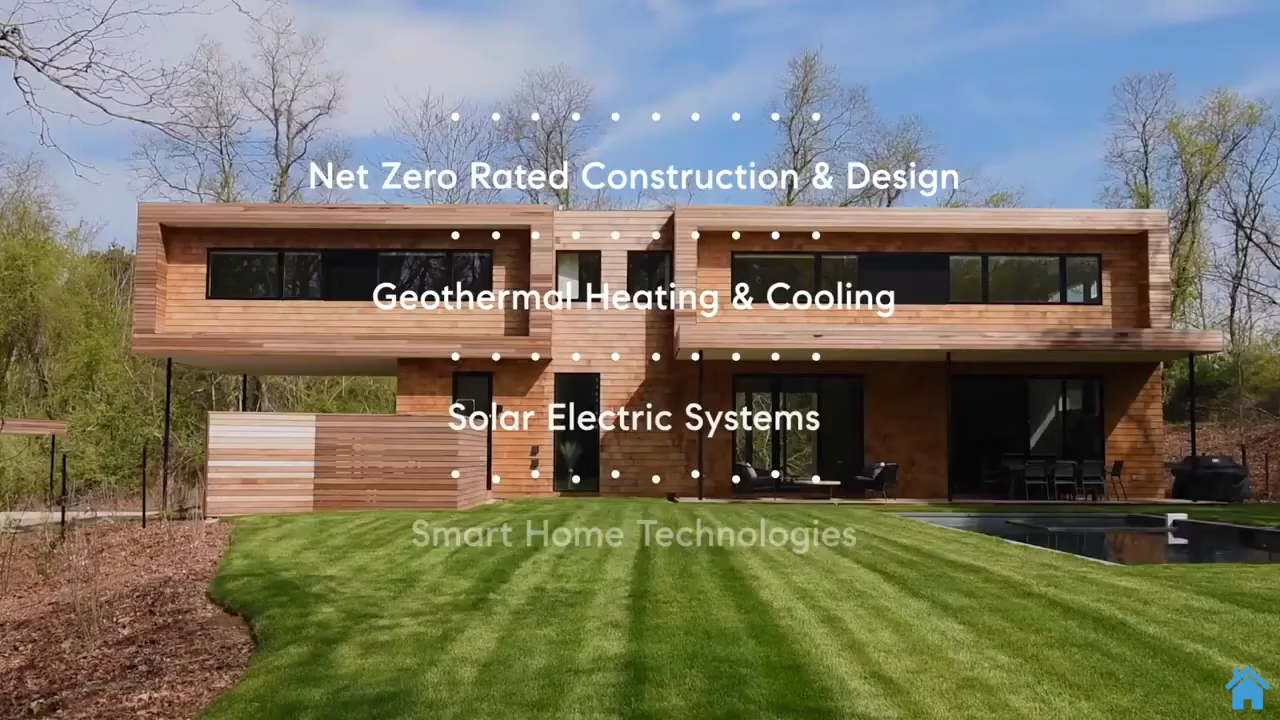 Net Zero Rated Construction & Design
Geothermal Heating & Cooling
Solar Electric Systems
Smart Home Technologies